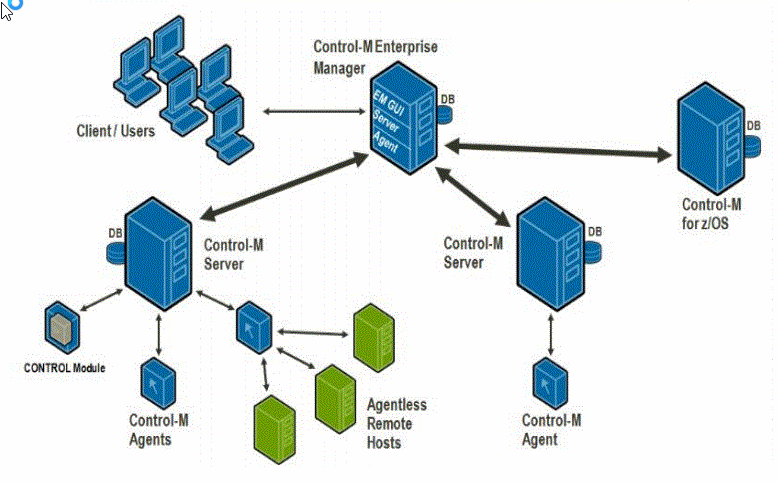 Control-M Enterprise
Manager
Client / Users
EM GUI
Server
Agent
DB
DB
Control-M
for z/OS
DB
Control-M
Server
Control-M
Server
DB
CONTROL Module
Control-M
Agents
Agentless
Remote
Hosts
Control-M
Agent